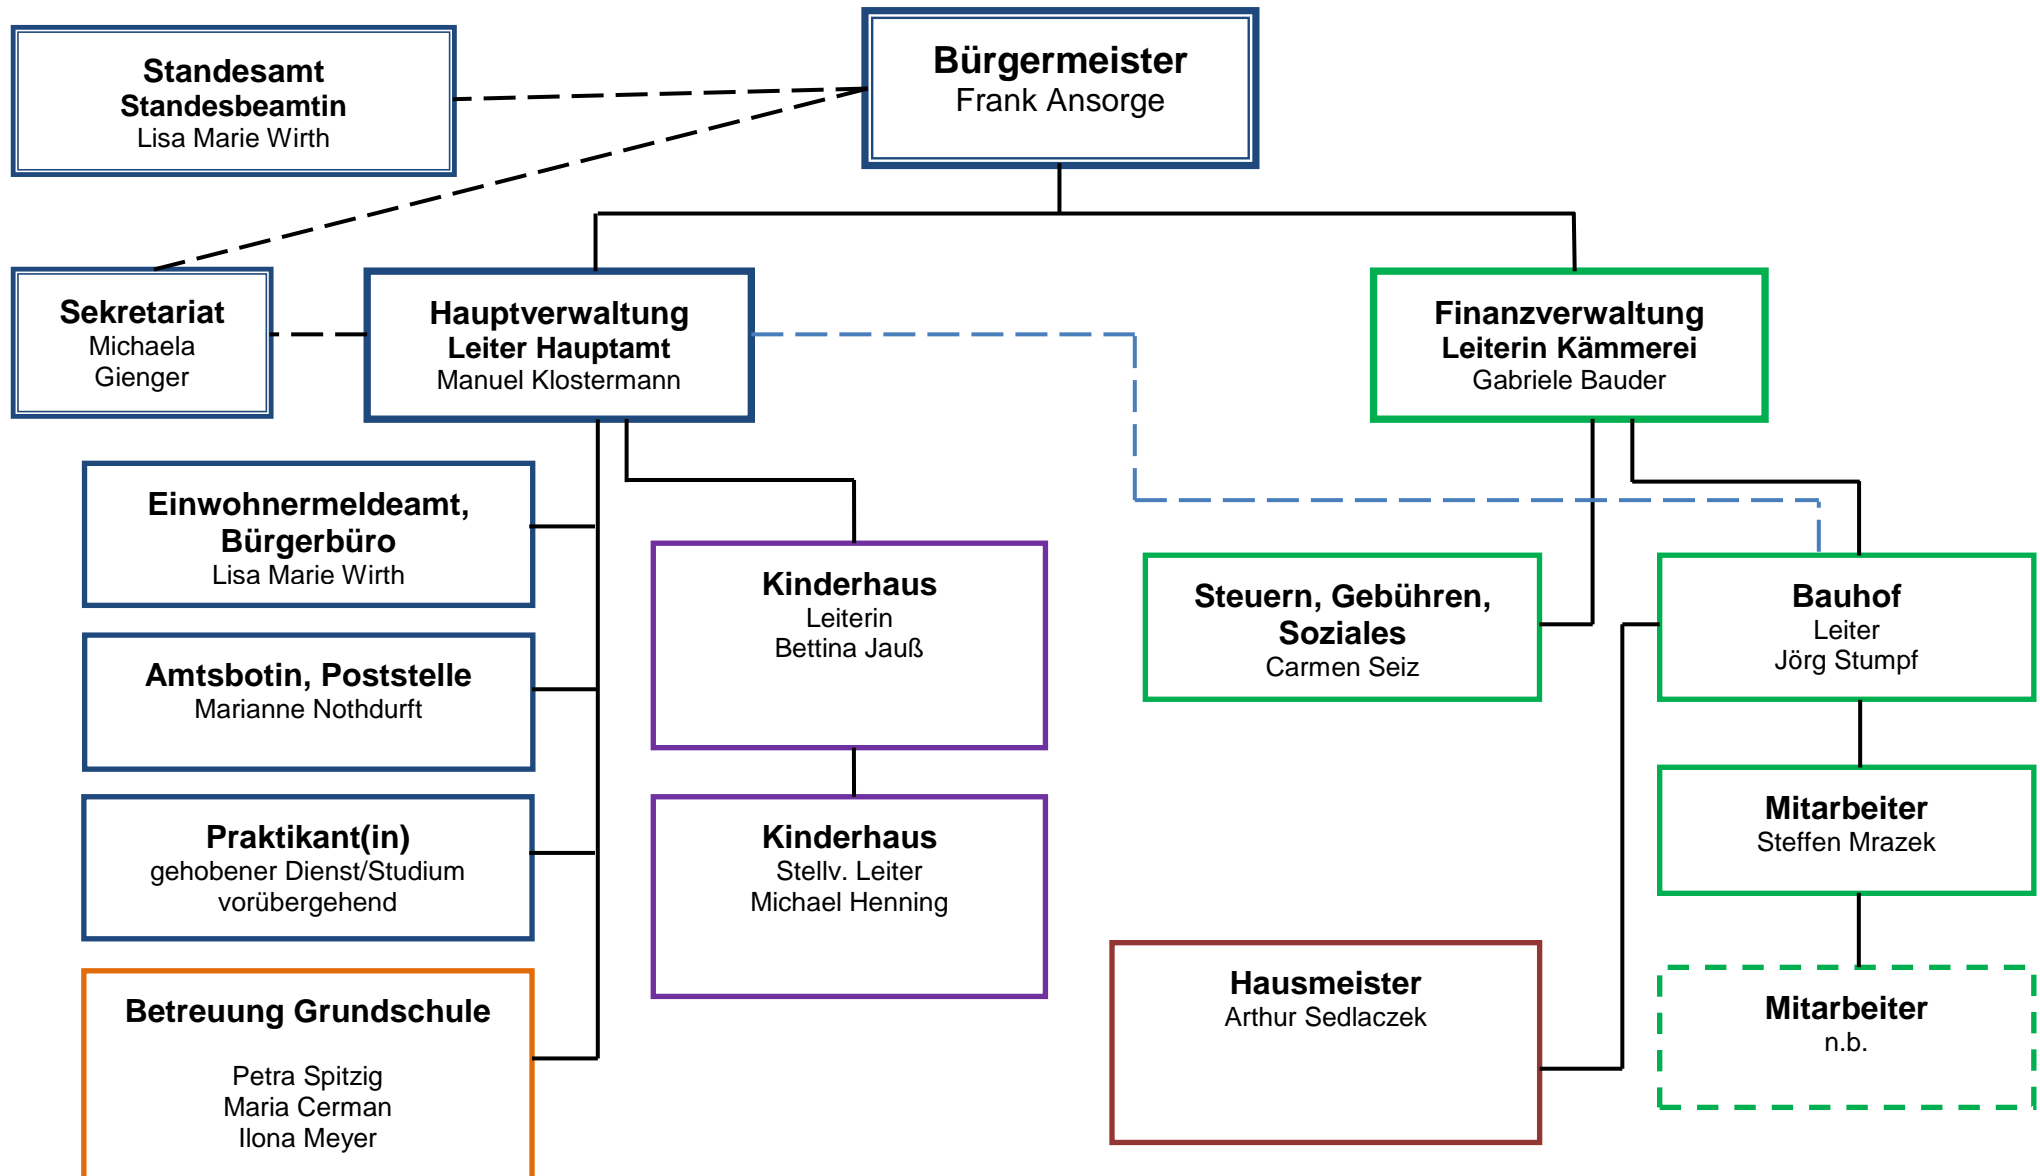 Standesamt
Standesbeamtin
Lisa Marie Wirth
Bürgermeister
Frank Ansorge
Sekretariat
Michaela
Gienger
Hauptverwaltung
Leiter Hauptamt
Manuel Klostermann
Finanzverwaltung
Leiterin Kämmerei
Gabriele Bauder
Einwohnermeldeamt,
Bürgerbüro
Lisa Marie Wirth
Amtsbotin, Poststelle
Marianne Nothdurft
Praktikant(in)
gehobener Dienst/Studium
vorübergehend
Betreuung Grundschule
Petra Spitzig
Maria Cerman
Ilona Meyer
Kinderhaus
Leiterin
Bettina Jauß
Kinderhaus
Stellv. Leiter
Michael Henning
Steuern, Gebühren,
Soziales
Carmen Seiz
Bauhof
Leiter
Jörg Stumpf
Mitarbeiter
Steffen Mrazek
Hausmeister
Arthur Sedlaczek
Mitarbeiter
n.b.